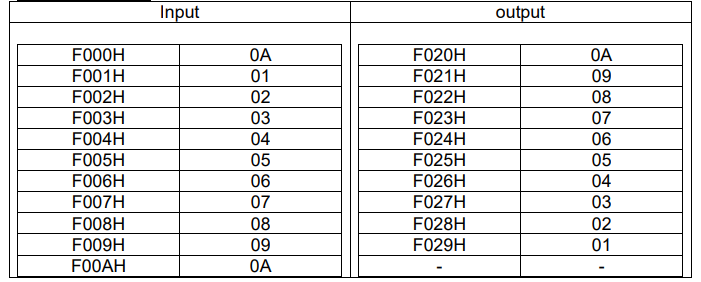 Input output
F000H 0A F020H 0A
F001H 01 F021H 09
F002H 02 F022H 08
F003H 03 F023H 07
F004H 04 F024H 06
F005H 05 F025H 05
F006H 06 F026H 04
F007H 07 F027H 03
F008H 08 F028H 02
F009H 09 F029H 01
F00AH 0A - -